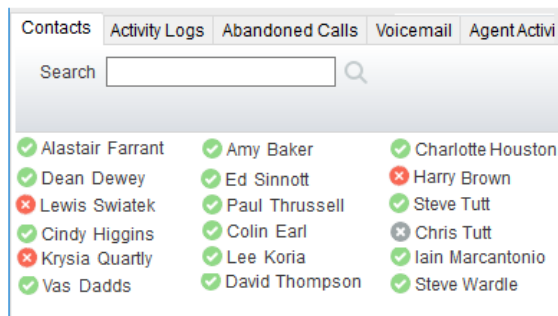 Contacts Activity Logs Abandoned Calls Voicemail Agent Activi
Search
Alastair Farrant Amy Baker Charlotte Houston
Dean Dewey Ed Sinnott Harry Brown
Lewis Swiatek Paul Thrussell Steve Tutt
Cindy Higgins Colin Earl Chris Tutt
Krysia Quartly Lee Koria Iain Marcantonio
Vas Dadds David Thompson Steve Wardle